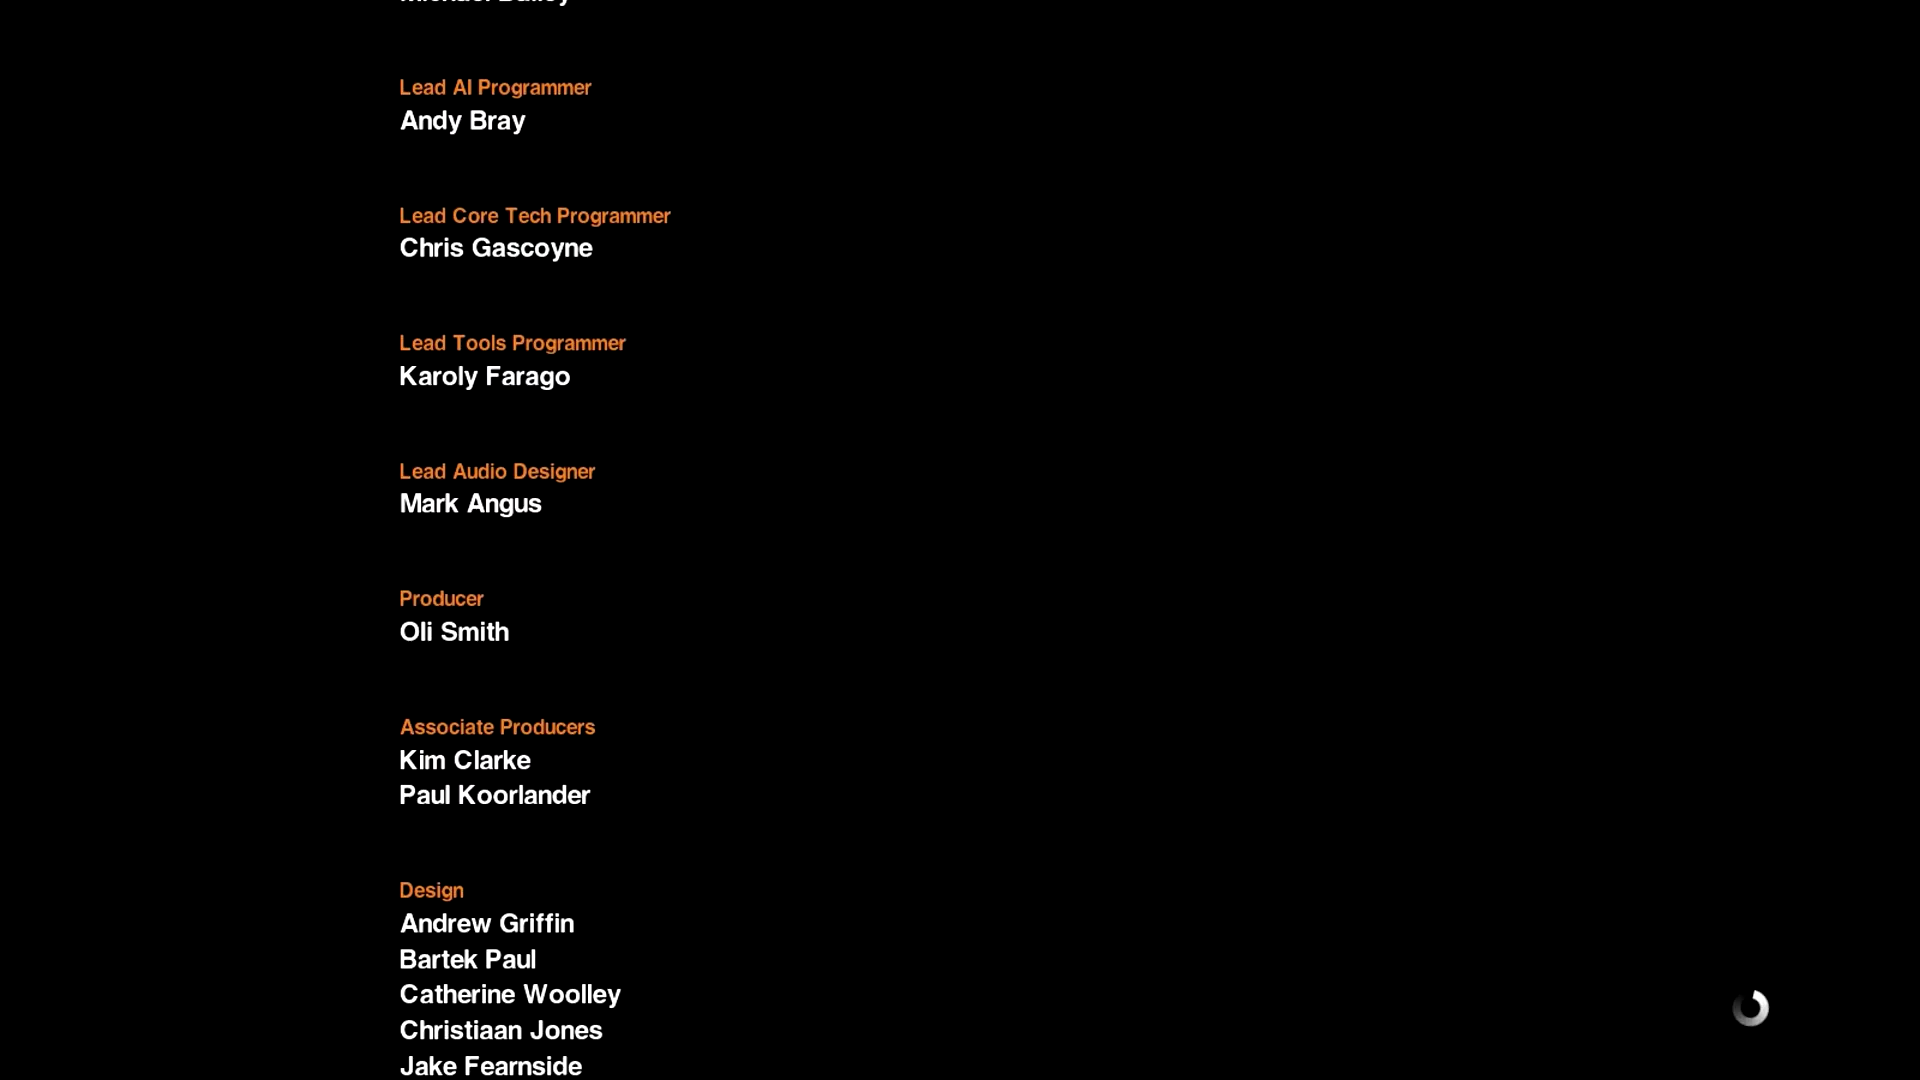 Lead AI Programmer
Andy Bray
Lead Core Tech Programmer
Chris Gascoyne
Lead Tools Programmer
Karoly Farago
Lead Audio Designer
Mark Angus
Producer
Oli Smith
Associate Producers
Kim Clarke
Paul Koorlander
Design
Andrew Griffin
Bartek Paul
Catherine Woolley
Christiaan Jones
Jake Fearnside